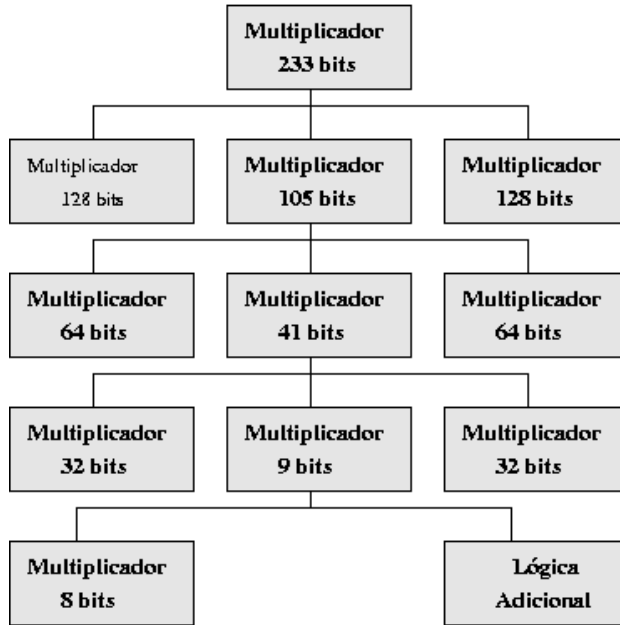 Multiplicador
233 bits
Multiplicador
128 bits
Multiplicador
105 bits
Multiplicador
128 bits
Multiplicador
64 bits
Multiplicador
41 bits
Multiplicador
64 bits
Multiplicador
32 bits
Multiplicador
9 bits
Multiplicador
32 bits
Multiplicador
8 bits
Lógica
Adicional